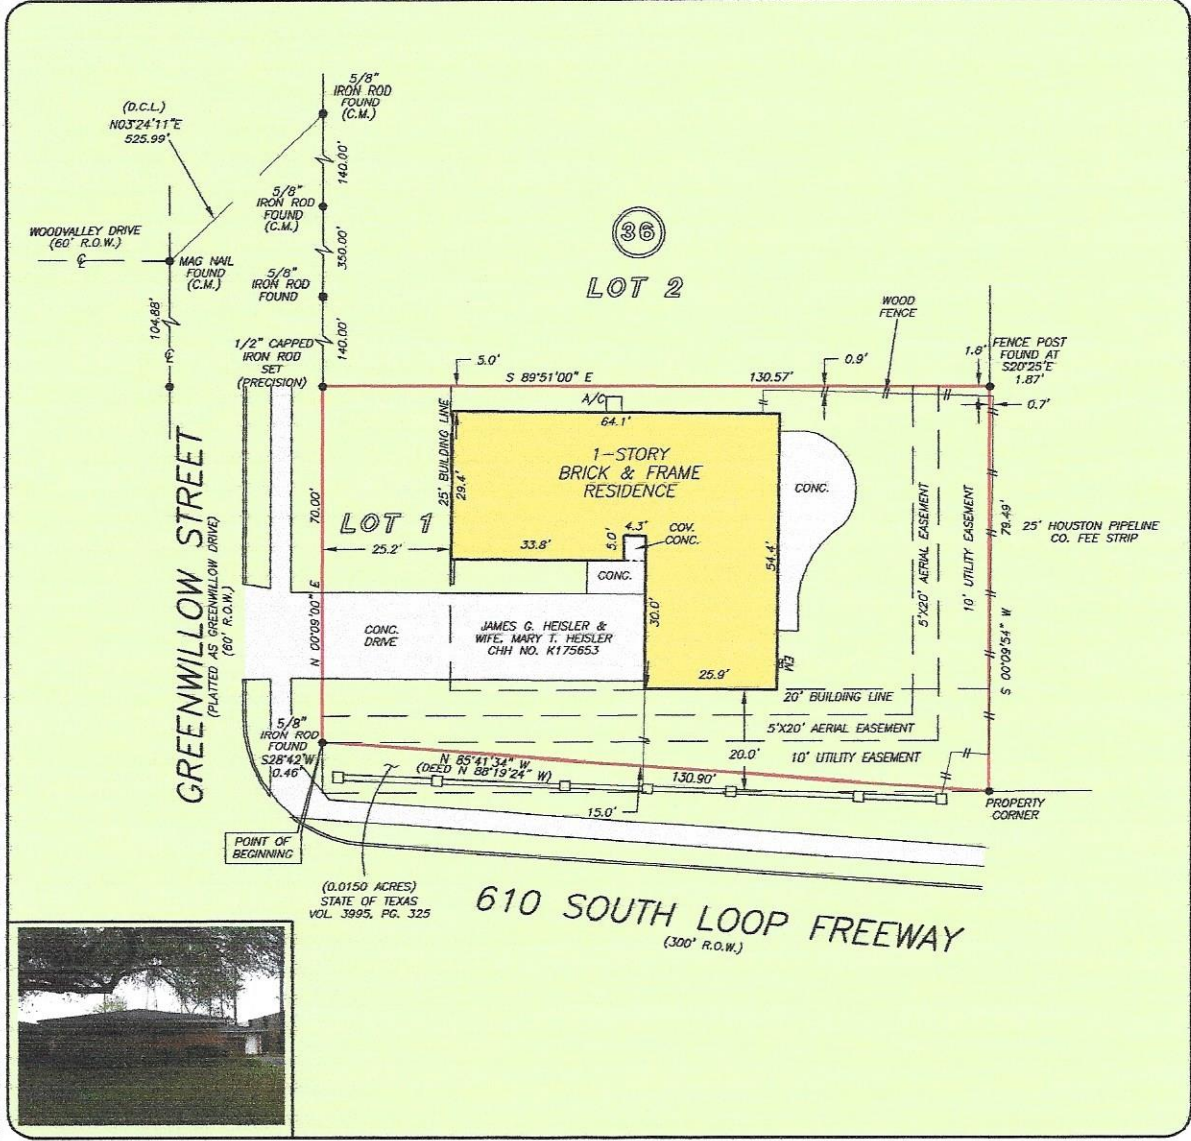 5/8"
IRON ROD
FOUND
(C.M.)
(D.C.L.)
N03°24'11"E
525.99'
140.00'
5/8"
IRON ROD
FOUND
(C.M.)
36
LOT 2
WOODVALLEY DRIVE
(60' R.O.W.)
℄
MAG NAIL
FOUND
(C.M.)
350.00'
5/8"
IRON ROD
FOUND
104.88'
℄
WOOD
FENCE
1/2" CAPPED
IRON ROD
SET
(PRECISION)
140.00'
5.0'
0.9'
1.6'
FENCE POST
FOUND AT
S20°25'E
1.87'
S 89°51'00" E
130.57'
0.7'
A/C
64.1'
25' BUILDING LINE
29.4'
1-STORY
BRICK & FRAME
RESIDENCE
CONC.
70.00'
LOT 1
25.2'
33.8'
5.0'
4.3'
COV.
CONC.
54.4'
5'X20' AERIAL EASEMENT
10' UTILITY EASEMENT
79.49'
25' HOUSTON PIPELINE
CO. FEE STRIP
CONC.
GREENWILLOW STREET
(PLATTED AS GREENWILLOW DRIVE)
(60' R.O.W.)
N 00°09'00" E
CONC.
DRIVE
JAMES G. HEISLER &
WIFE, MARY T. HEISLER
CHH NO. K175653
30.0'
S 00°09'54" W
EM
25.9'
20' BUILDING LINE
5/8"
IRON ROD
FOUND
S28°42'W
0.46'
5'X20' AERIAL EASEMENT
20.0'
10' UTILITY EASEMENT
N 85°41'34" W
(DEED N 88°19'24" W)
130.90'
15.0'
PROPERTY
CORNER
POINT OF
BEGINNING
(0.0150 ACRES)
STATE OF TEXAS
VOL. 3995, PG. 325
610 SOUTH LOOP FREEWAY
(300' R.O.W.)